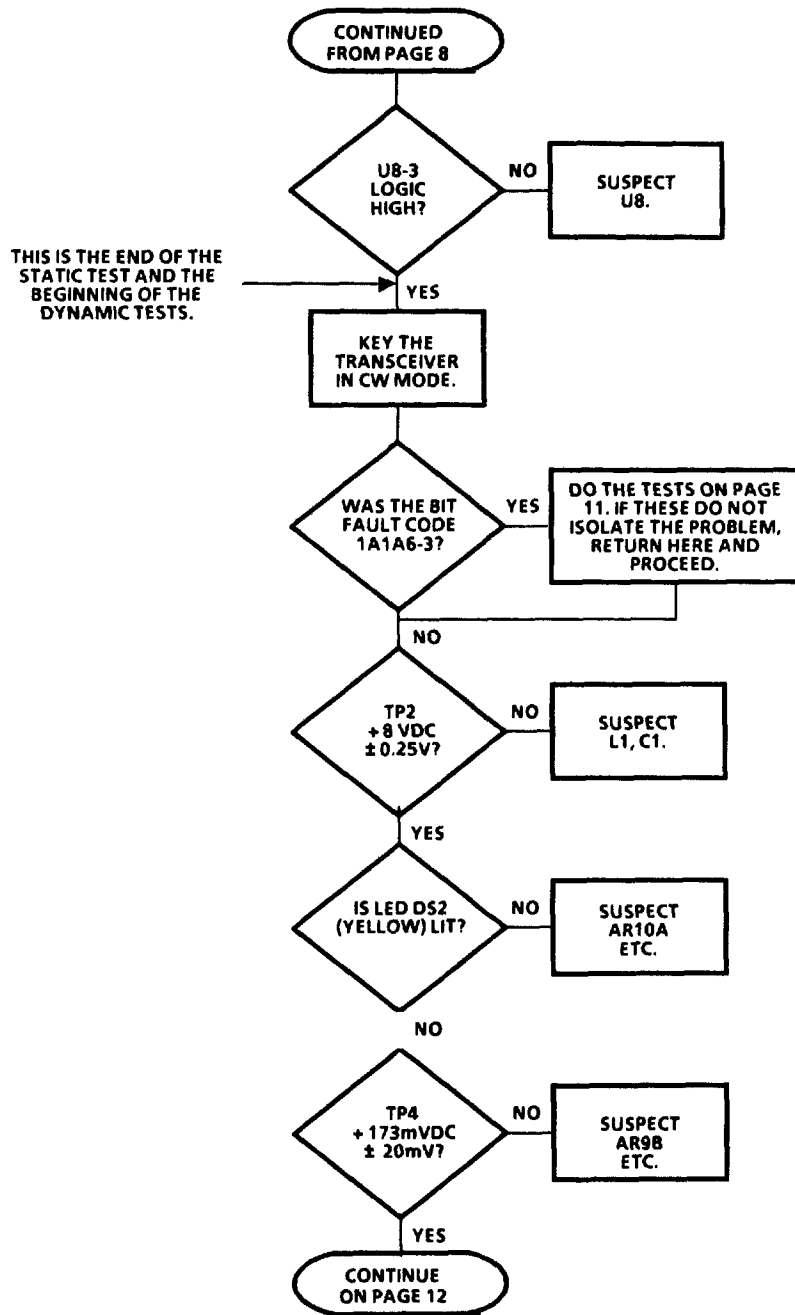 CONTINUED
FROM PAGE 8
U8-3
LOGIC
HIGH?
NO
SUSPECT
U8.
THIS IS THE END OF THE
STATIC TEST AND THE
BEGINNING OF THE
DYNAMIC TESTS.
YES
KEY THE
TRANSCEIVER
IN CW MODE.
WAS THE BIT
FAULT CODE
1A1A6-3?
YES
DO THE TESTS ON PAGE
11. IF THESE DO NOT
ISOLATE THE PROBLEM,
RETURN HERE AND
PROCEED.
NO
TP2
+ 8 VDC
± 0.25V?
NO
SUSPECT
L1, C1.
YES
IS LED DS2
(YELLOW) LIT?
NO
SUSPECT
AR10A
ETC.
NO
TP4
+ 173mVDC
± 20mV?
NO
SUSPECT
AR9B
ETC.
YES
CONTINUE
ON PAGE 12